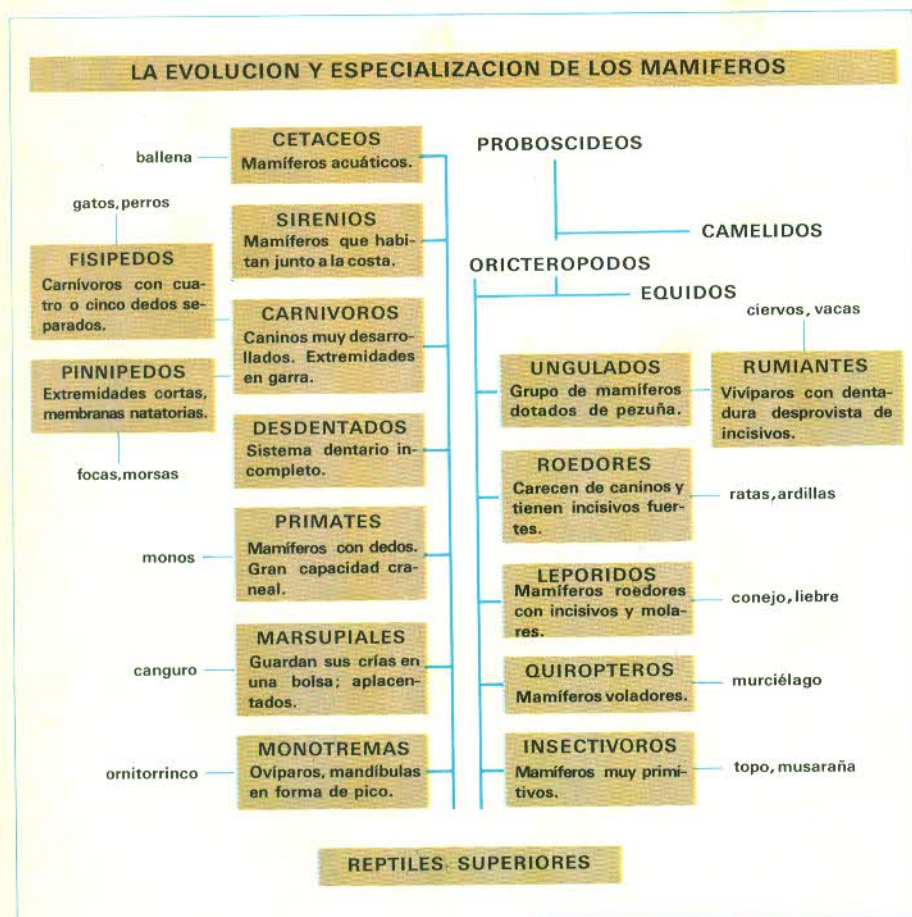 LA EVOLUCION Y ESPECIALIZACION DE LOS MAMIFEROS
ballena
CETACEOS
Mamíferos acuáticos.
gatos, perros
SIRENIOS
Mamíferos que habi-
tan junto a la costa.
FISIPEDOS
Carnívoros con cua-
tro o cinco dedos se-
parados.
CARNIVOROS
Caninos muy desarro-
llados. Extremidades
en garra.
PINNIPEDOS
Extremidades cortas,
membranas natatorias.
focas, morsas
DESDENTADOS
Sistema dentario in-
completo.
monos
PRIMATES
Mamíferos con dedos.
Gran capacidad cra-
neal.
canguro
MARSUPIALES
Guardan sus crías en
una bolsa; aplacen-
tados.
ornitorrinco
MONOTREMAS
Ovíparos, mandíbulas
en forma de pico.
PROBOSCIDEOS
CAMELIDOS
ORICTEROPODOS
EQUIDOS
ciervos, vacas
UNGULADOS
Grupo de mamíferos
dotados de pezuña.
RUMIANTES
Vivíparos con denta-
dura desprovista de
incisivos.
ROEDORES
Carecen de caninos y
tienen incisivos fuer-
tes.
ratas, ardillas
LEPORIDOS
Mamíferos roedores
con incisivos y mola-
res.
conejo, liebre
QUIROPTEROS
Mamíferos voladores.
murciélago
INSECTIVOROS
Mamíferos muy primi-
tivos.
topo, musaraña
REPTILES SUPERIORES